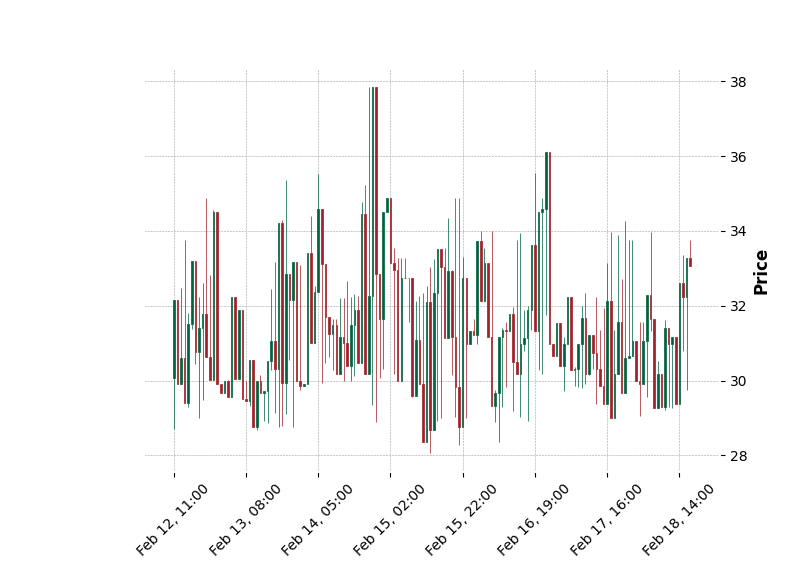 38
36
34
32
30
28
Price
Feb 12, 11:00
Feb 13, 08:00
Feb 14, 05:00
Feb 15, 02:00
Feb 15, 22:00
Feb 16, 19:00
Feb 17, 16:00
Feb 18, 14:00